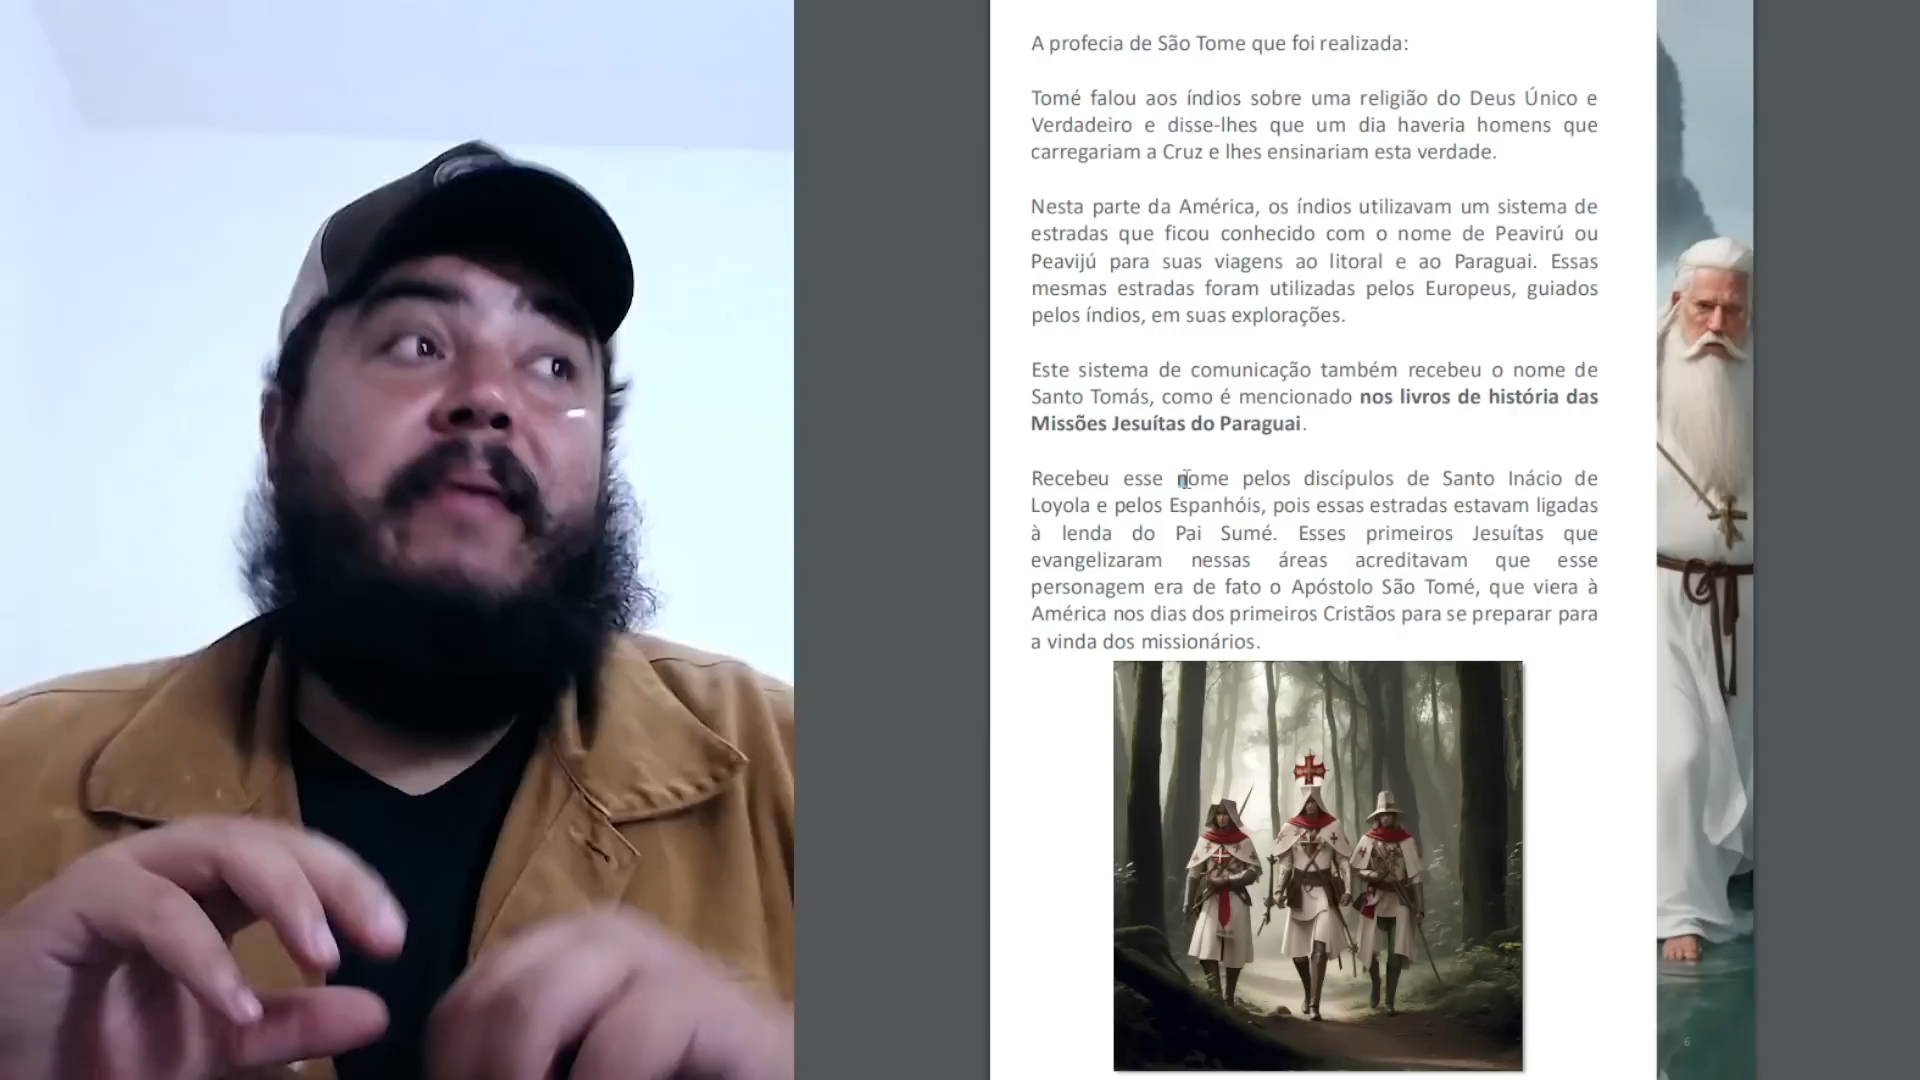 A profecia de São Tome que foi realizada:
Tomé falou aos índios sobre uma religião do Deus Único e
Verdadeiro e disse-lhes que um dia haveria homens que
carregariam a Cruz e lhes ensinariam esta verdade.
Nesta parte da América, os índios utilizavam um sistema de
estradas que ficou conhecido com o nome de Peavirú ou
Peavijú para suas viagens ao litoral e ao Paraguai. Essas
mesmas estradas foram utilizadas pelos Europeus, guiados
pelos índios, em suas explorações.
Este sistema de comunicação também recebeu o nome de
Santo Tomás, como é mencionado nos livros de história das
Missões Jesuítas do Paraguai.
Recebeu esse nome pelos discípulos de Santo Inácio de
Loyola e pelos Espanhóis, pois essas estradas estavam ligadas
à lenda do Pai Sumé. Esses primeiros Jesuítas que
evangelizaram nessas áreas acreditavam que esse
personagem era de fato o Apóstolo São Tomé, que viera à
América nos dias dos primeiros Cristãos para se preparar para
a vinda dos missionários.
6